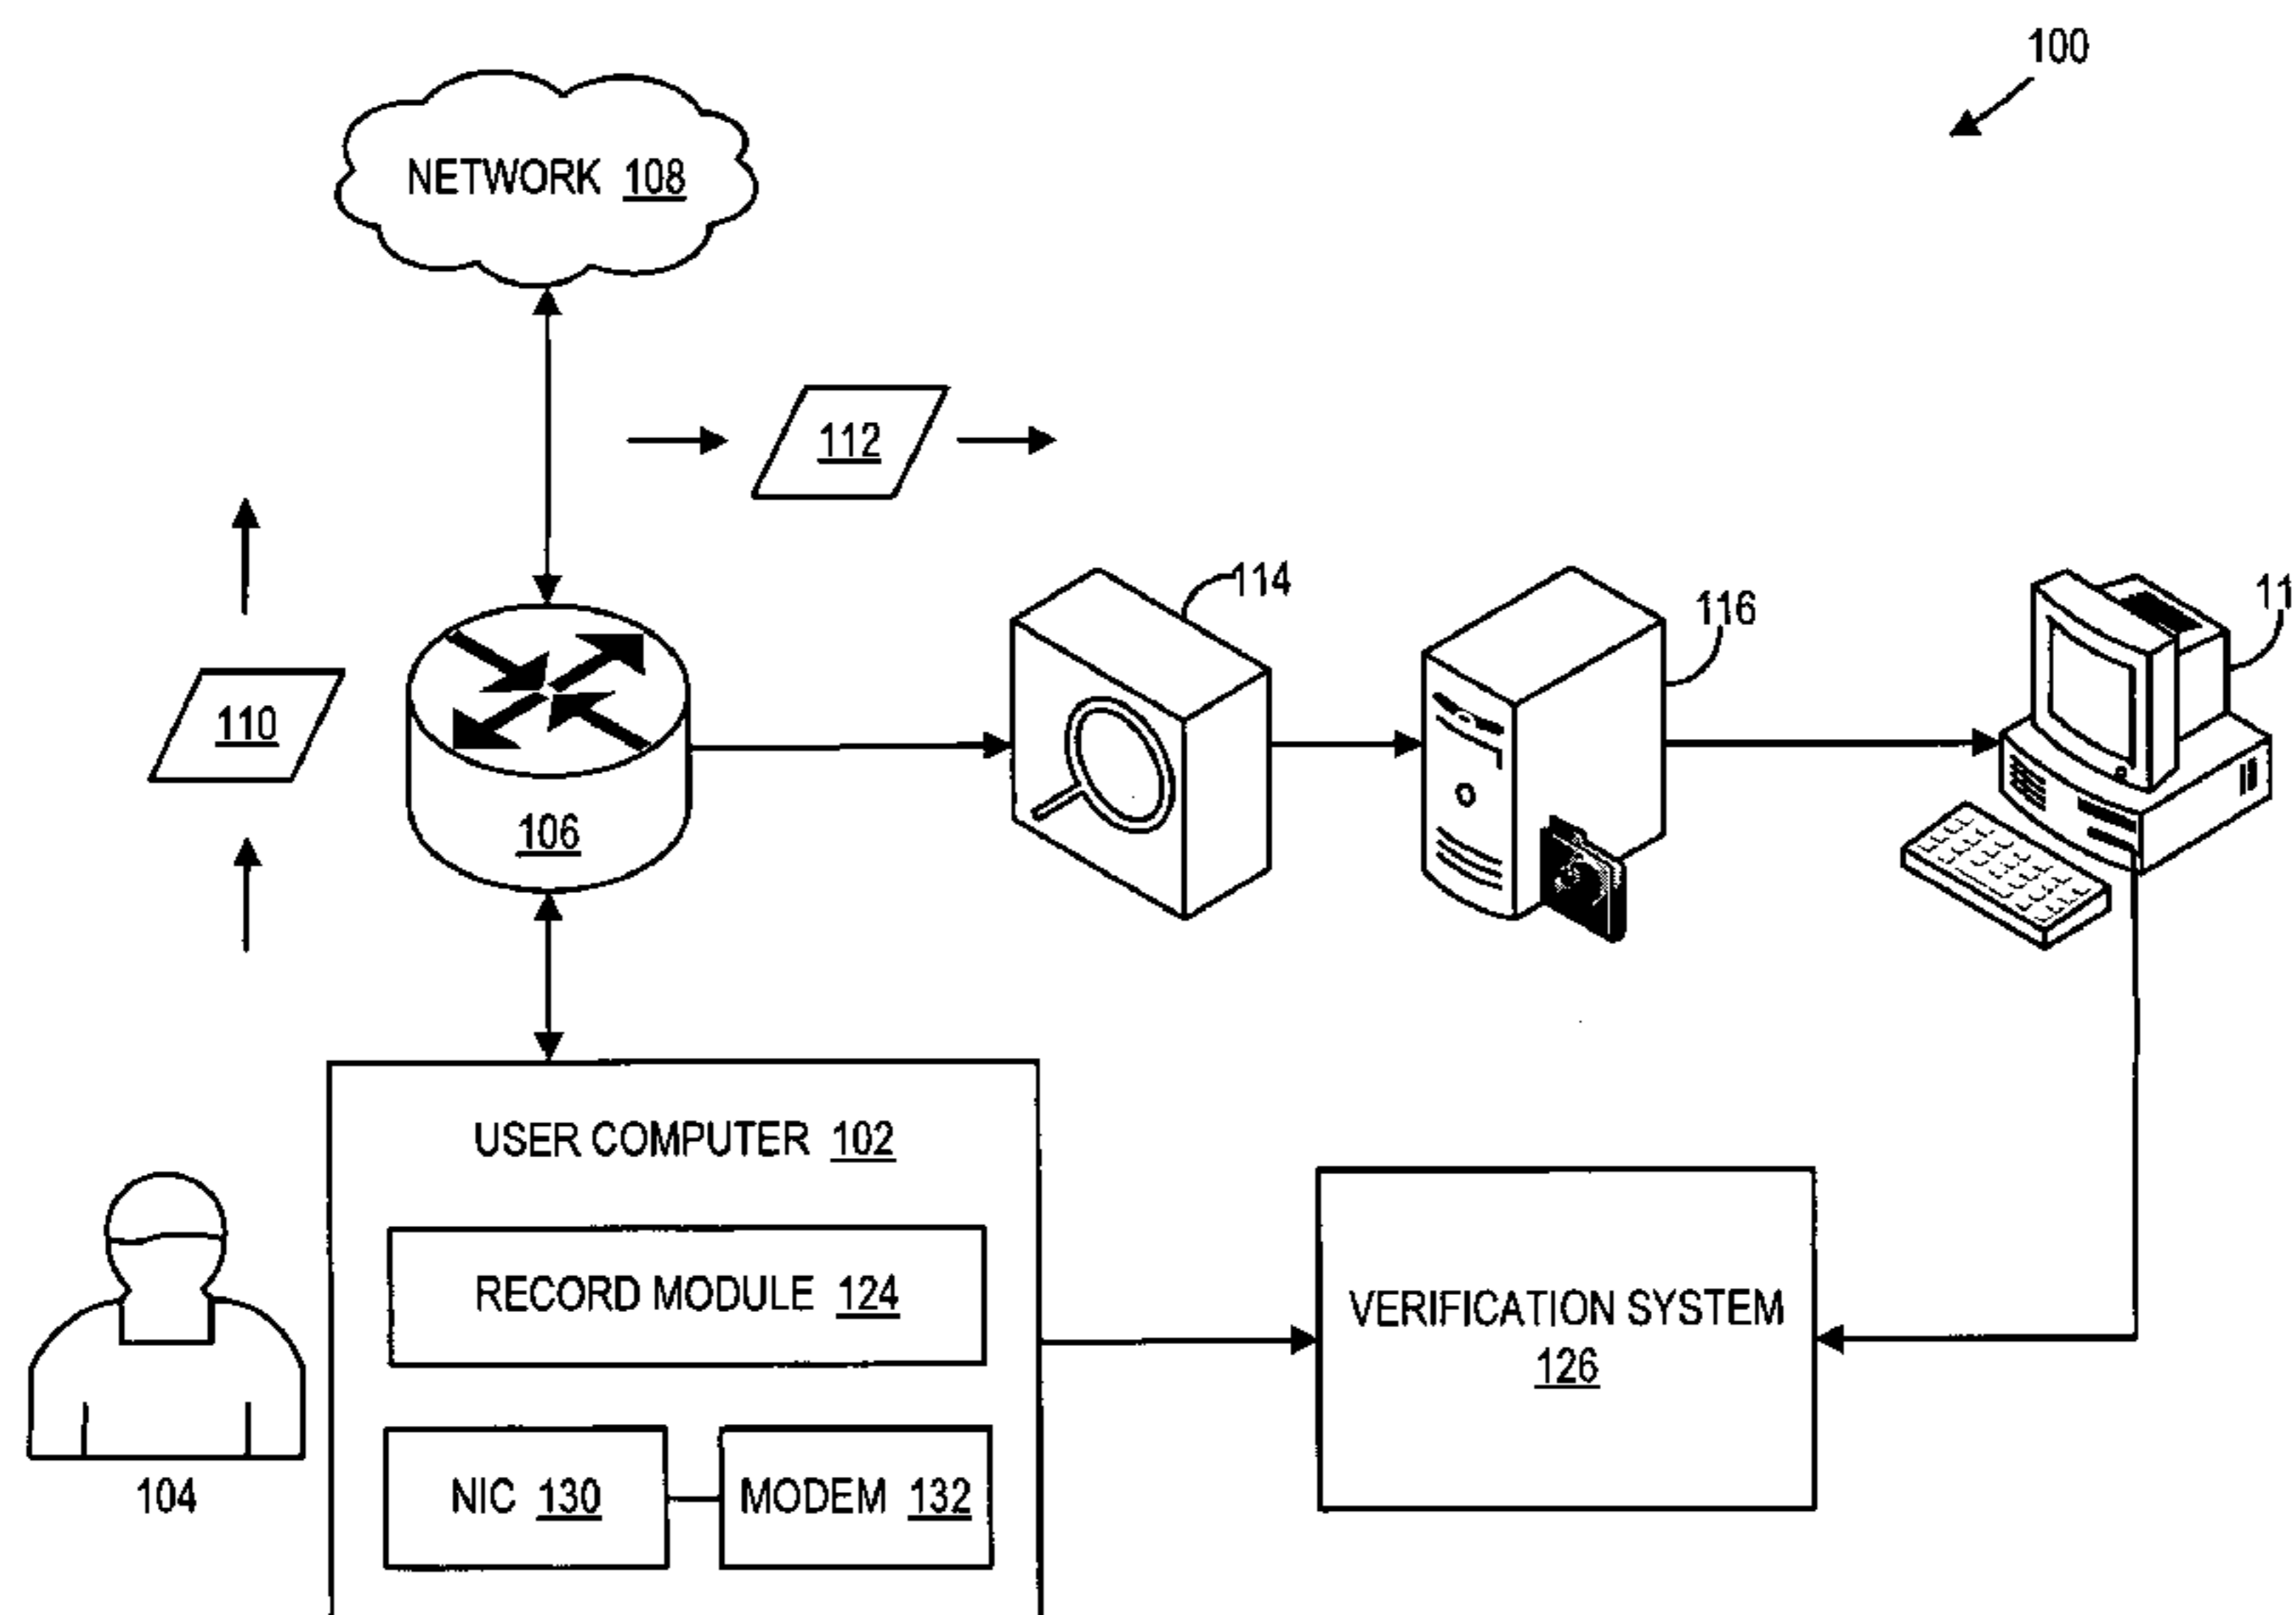 100
NETWORK 108
112
114
116
11
110
106
USER COMPUTER 102
RECORD MODULE 124
VERIFICATION SYSTEM
126
NIC 130
MODEM 132
104